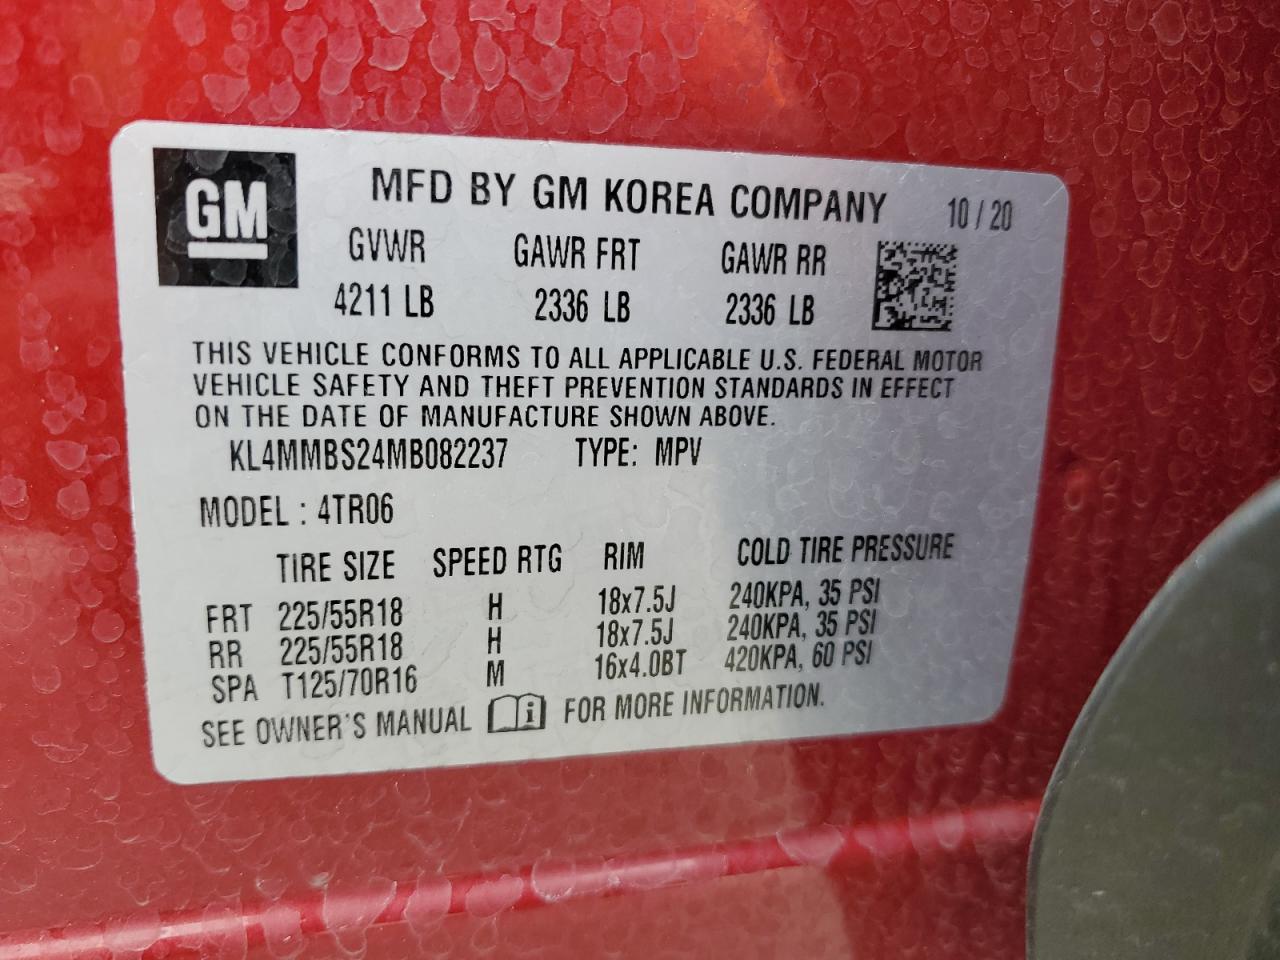 GM
MFD BY GM KOREA COMPANY 10 / 20
GVWR GAWR FRT GAWR RR
4211 LB 2336 LB 2336 LB
THIS VEHICLE CONFORMS TO ALL APPLICABLE U.S. FEDERAL MOTOR
VEHICLE SAFETY AND THEFT PREVENTION STANDARDS IN EFFECT
ON THE DATE OF MANUFACTURE SHOWN ABOVE.
KL4MMBS24MB082237 TYPE: MPV
MODEL : 4TR06
TIRE SIZE SPEED RTG RIM COLD TIRE PRESSURE
FRT 225/55R18 H 18x7.5J 240KPA, 35 PSI
RR 225/55R18 H 18x7.5J 240KPA, 35 PSI
SPA T125/70R16 M 16x4.0BT 420KPA, 60 PSI
SEE OWNER'S MANUAL i FOR MORE INFORMATION.